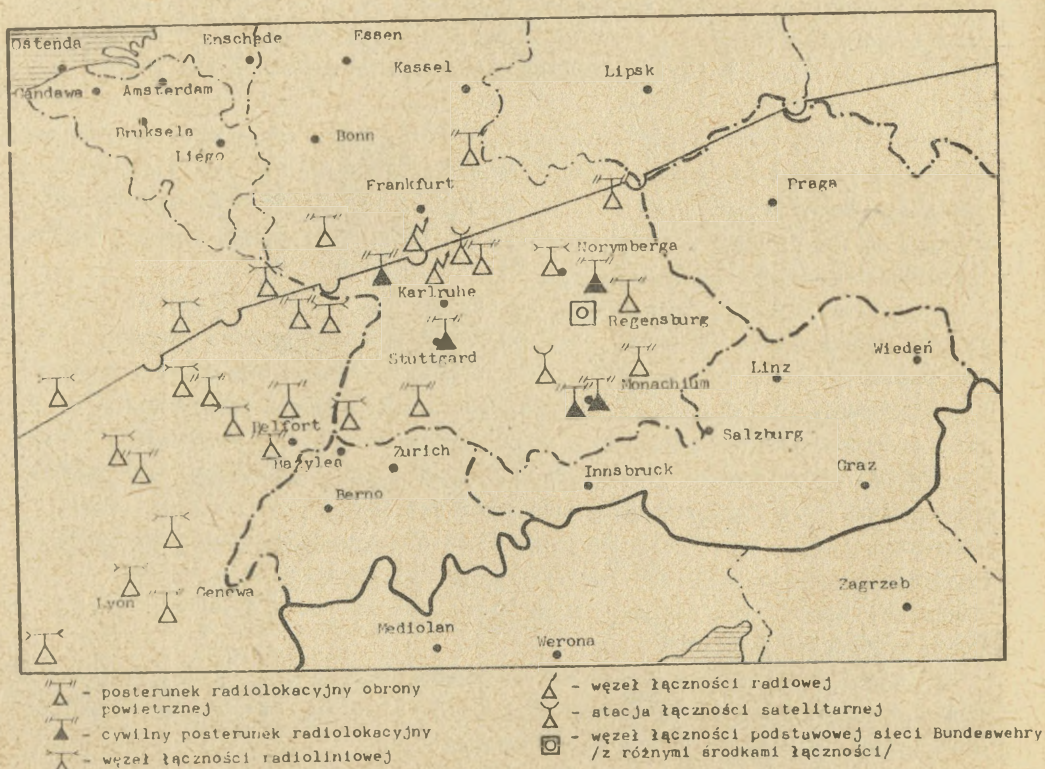 Ostenda
Enschede
Essen
Kassel
Lipsk
Gandawa
Amsterdam
Bruksela
Bonn
Liégo
Frankfurt
Praga
Norymberga
Karlruhe
Regensburg
Stuttgard
Wiedeń
Linz
Monachium
Belfort
Salzburg
Bazylea
Zurich
Innsbruck
Graz
Berno
Genewa
Lyon
Zagrzeb
Mediolan
Werona
- posterunek radiolokacyjny obrony
powietrznej
- cywilny posterunek radiolokacyjny
- węzeł łączności radioliniowej
- węzeł łączności radiowej
- stacja łączności satelitarnej
- węzeł łączności podstawowej sieci Bundeswehry
/z różnymi środkami łączności/